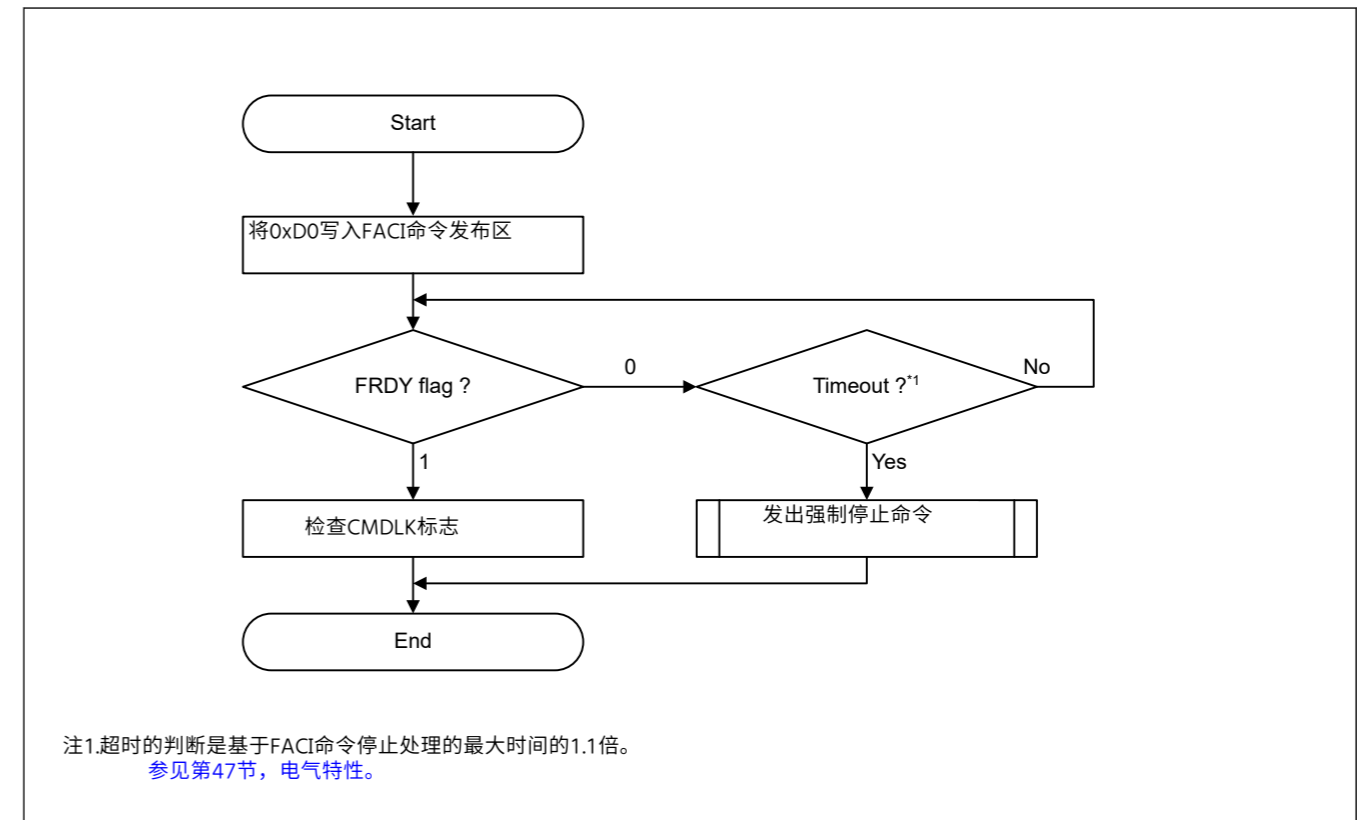 Start
将0xD0写入FACI命令发布区
FRDY flag ?
0
Timeout ?*1
No
1
Yes
检查CMDLK标志
发出强制停止命令
End
注1.超时的判断是基于FACI命令停止处理的最大时间的1.1倍。
参见第47节，电气特性。